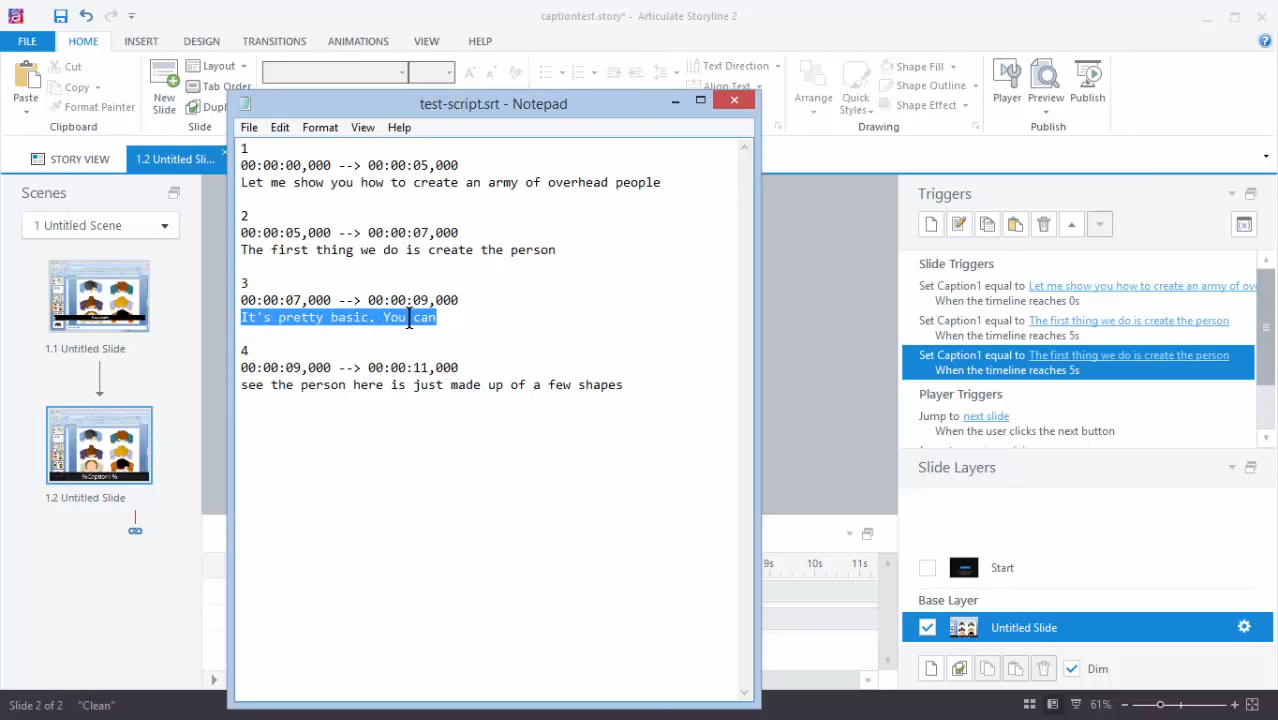 captiontest.story* - Articulate Storyline 2
FILE
HOME
INSERT
DESIGN
TRANSITIONS
ANIMATIONS
VIEW
HELP
Paste
Cut
Copy
Format Painter
Clipboard
New Slide
Layout
Tab Order
Dupl
Slide
Text Direction
Align Text
Arrange
Quick Styles
Shape Fill
Shape Outline
Shape Effect
Drawing
Player
Preview
Publish
Publish
STORY VIEW
1.2 Untitled Sli...
Scenes
1 Untitled Scene
1.1 Untitled Slide
%Caption1 %
1.2 Untitled Slide
test-script.srt - Notepad
File Edit Format View Help
1
00:00:00,000 --> 00:00:05,000
Let me show you how to create an army of overhead people
2
00:00:05,000 --> 00:00:07,000
The first thing we do is create the person
3
00:00:07,000 --> 00:00:09,000
It's pretty basic. You can
4
00:00:09,000 --> 00:00:11,000
see the person here is just made up of a few shapes
9s 10s 11s
Triggers
Slide Triggers
Set Caption1 equal to Let me show you how to create an army of ove
When the timeline reaches 0s
Set Caption1 equal to The first thing we do is create the person
When the timeline reaches 5s
Set Caption1 equal to The first thing we do is create the person
When the timeline reaches 5s
Player Triggers
Jump to next slide
When the user clicks the next button
Slide Layers
Start
Base Layer
Untitled Slide
Dim
Slide 2 of 2 "Clean"
61%